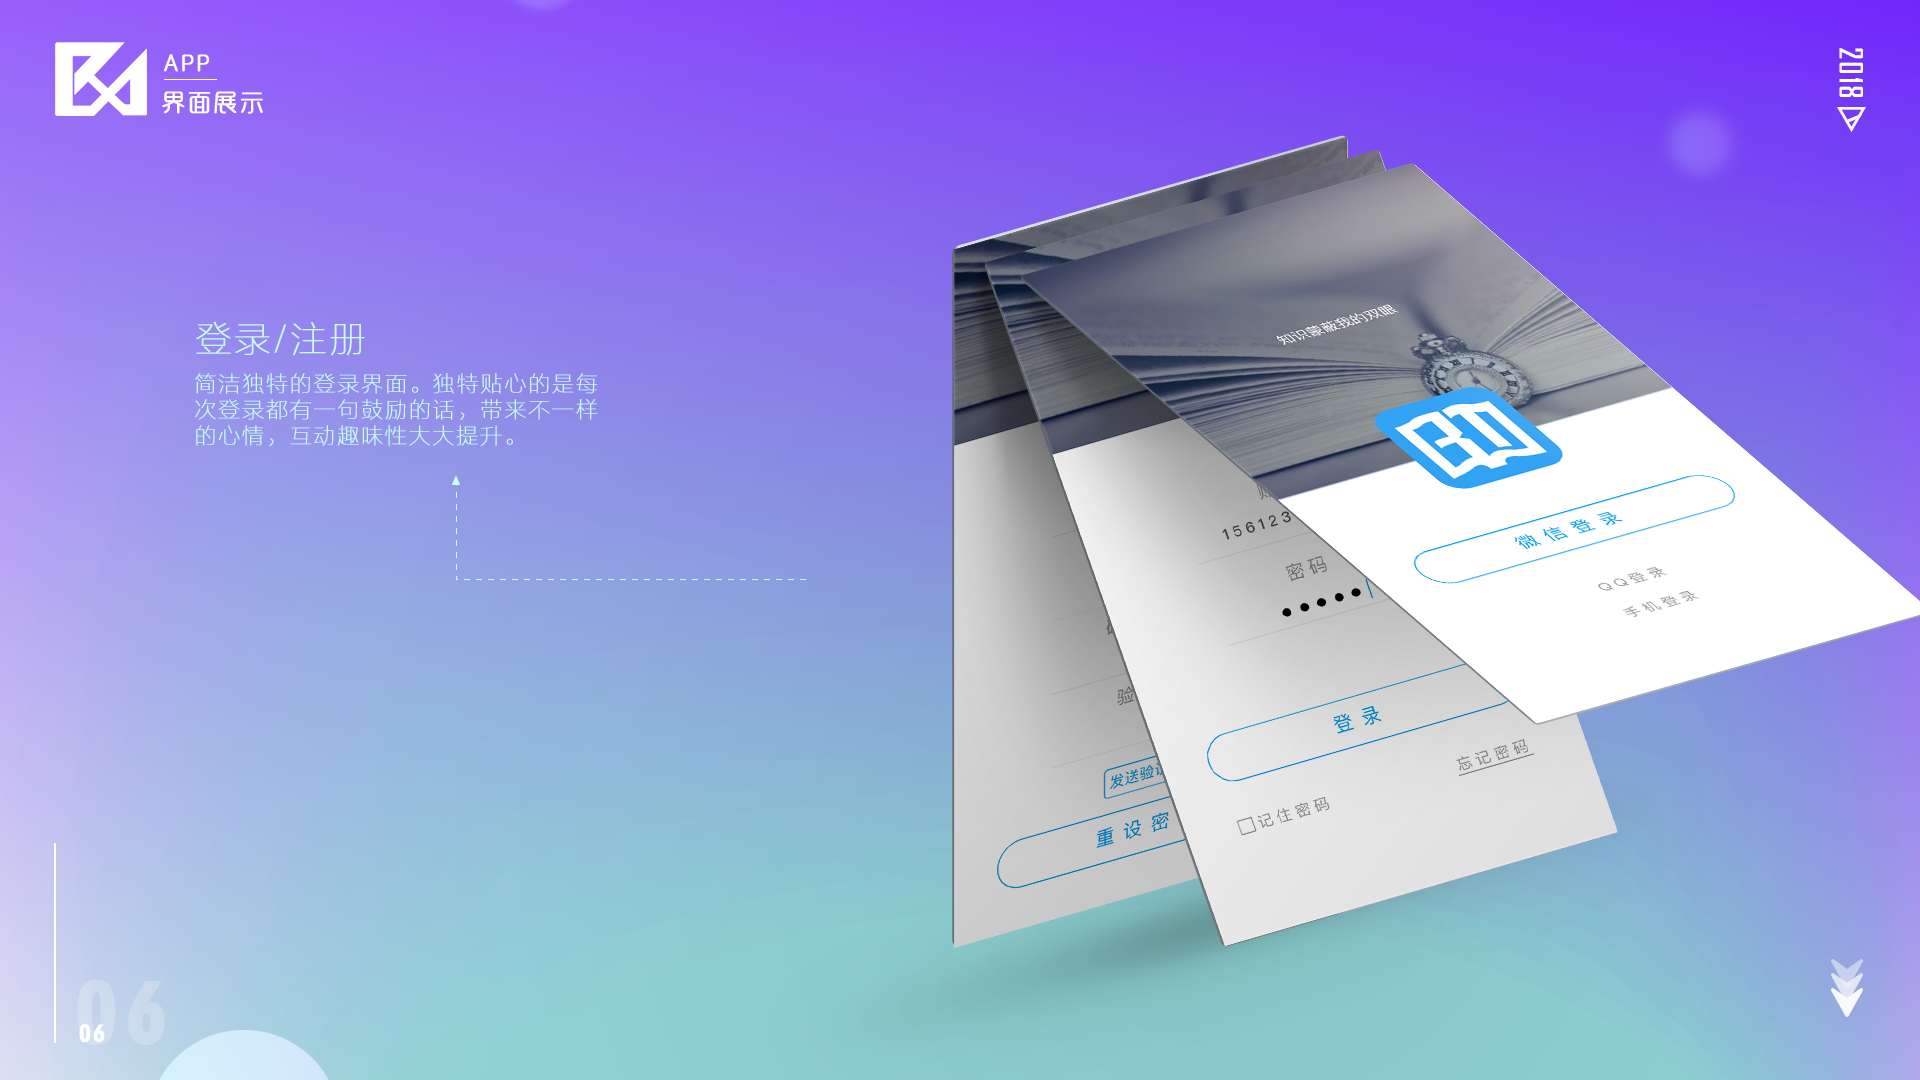 APP
界面展示
2018
登录/注册
简洁独特的登录界面。独特贴心的是每
次登录都有一句鼓励的话，带来不一样
的心情，互动趣味性大大提升。
知识蒙蔽我的双眼
微信登录
QQ登录
手机登录
156123
密码
登录
忘记密码
记住密码
验
发送验证
重设密
06
06